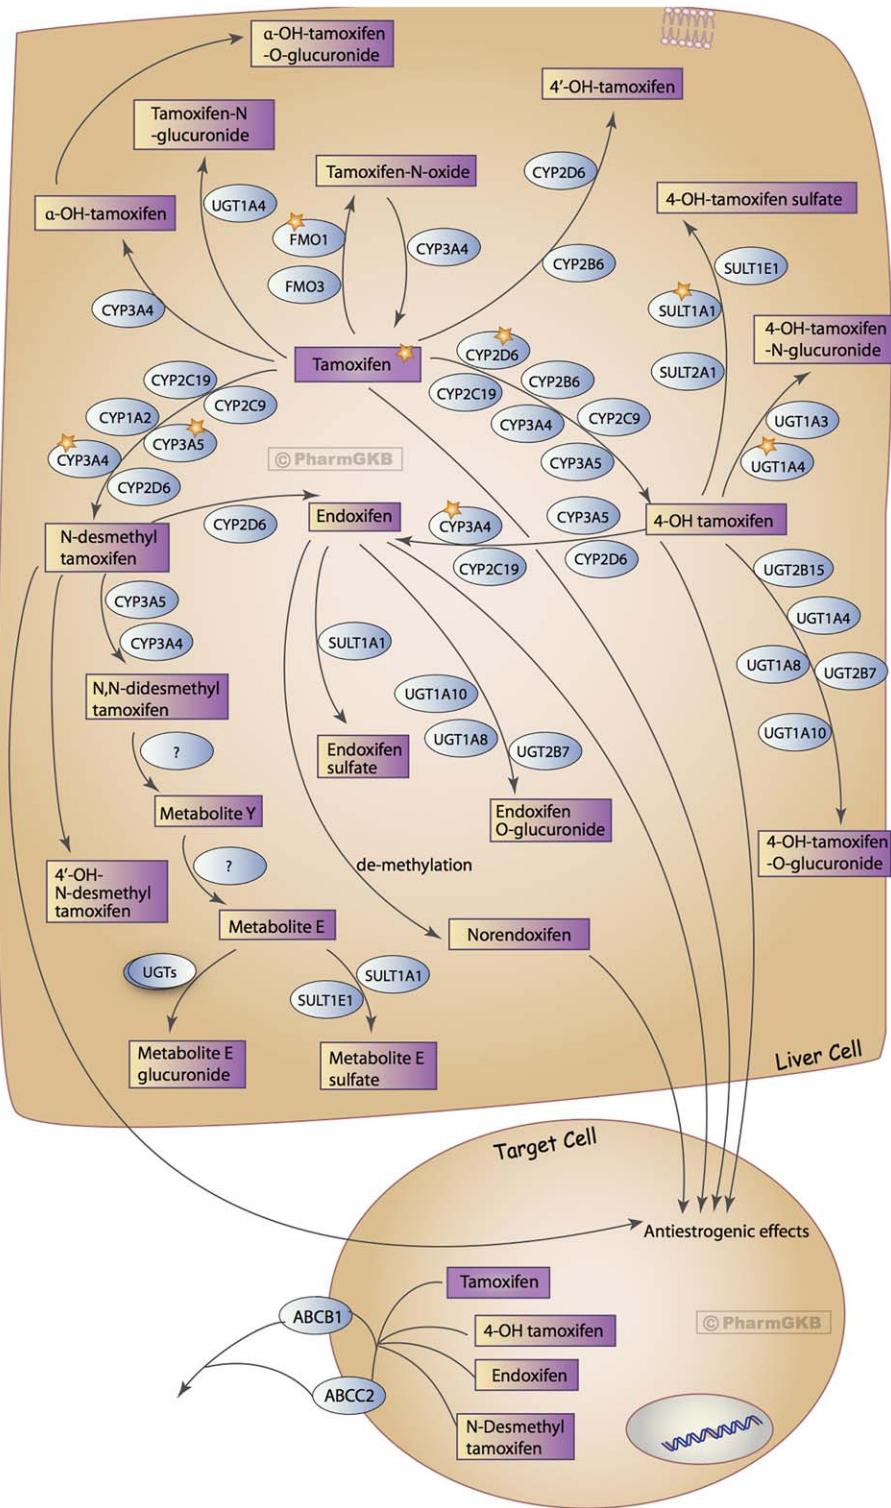 α-OH-tamoxifen
-O-glucuronide
4′-OH-tamoxifen
Tamoxifen-N
-glucuronide
Tamoxifen-N-oxide
CYP2D6
α-OH-tamoxifen
UGT1A4
4-OH-tamoxifen sulfate
FMO1
CYP3A4
CYP2B6
SULT1E1
FMO3
CYP3A4
SULT1A1
4-OH-tamoxifen
-N-glucuronide
Tamoxifen
CYP2D6
SULT2A1
CYP2C19
CYP2B6
CYP2C19
CYP2C9
CYP1A2
CYP3A4
CYP2C9
UGT1A3
CYP3A5
CYP3A4
© PharmGKB
CYP3A5
UGT1A4
CYP2D6
Endoxifen
CYP3A4
CYP3A5
4-OH tamoxifen
CYP2D6
N-desmethyl
tamoxifen
CYP2C19
CYP2D6
UGT2B15
CYP3A5
UGT1A4
CYP3A4
SULT1A1
UGT1A8
UGT2B7
N,N-didesmethyl
tamoxifen
UGT1A10
UGT1A8
UGT2B7
UGT1A10
?
Endoxifen
sulfate
Metabolite Y
Endoxifen
O-glucuronide
4-OH-tamoxifen
-O-glucuronide
?
de-methylation
4′-OH-
N-desmethyl
tamoxifen
Metabolite E
Norendoxifen
UGTs
SULT1A1
SULT1E1
Metabolite E
glucuronide
Metabolite E
sulfate
Liver Cell
Target Cell
Antiestrogenic effects
Tamoxifen
ABCB1
4-OH tamoxifen
© PharmGKB
Endoxifen
ABCC2
N-Desmethyl
tamoxifen